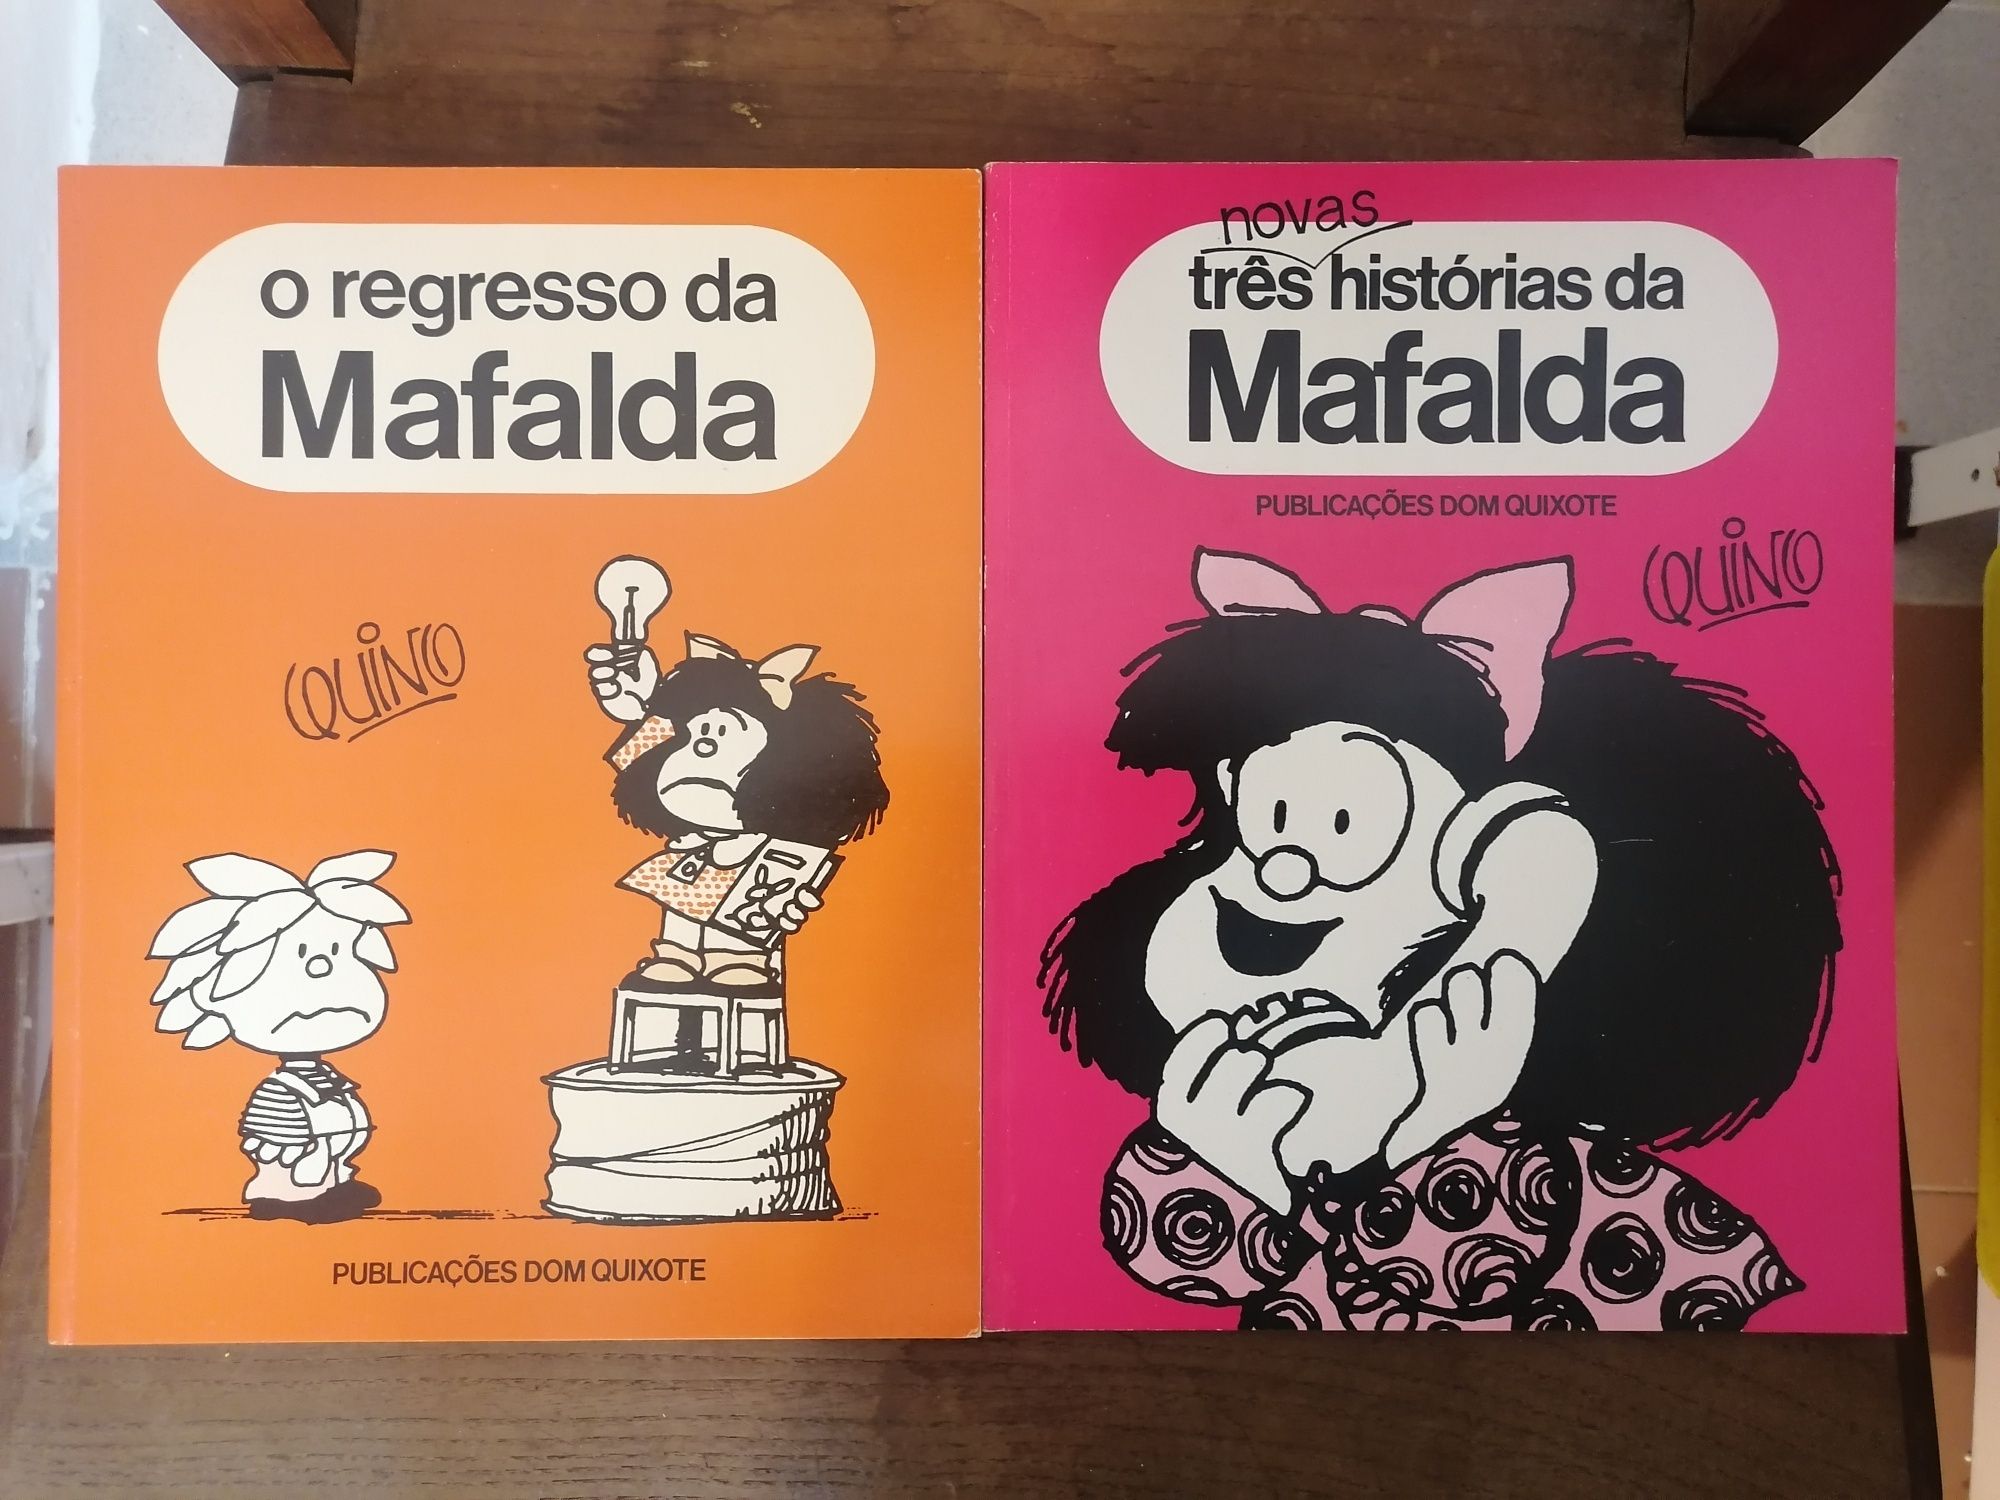 o regresso da
Mafalda
QUINO
PUBLICAÇÕES DOM QUIXOTE
novas
três histórias da
Mafalda
PUBLICAÇÕES DOM QUIXOTE
QUINO